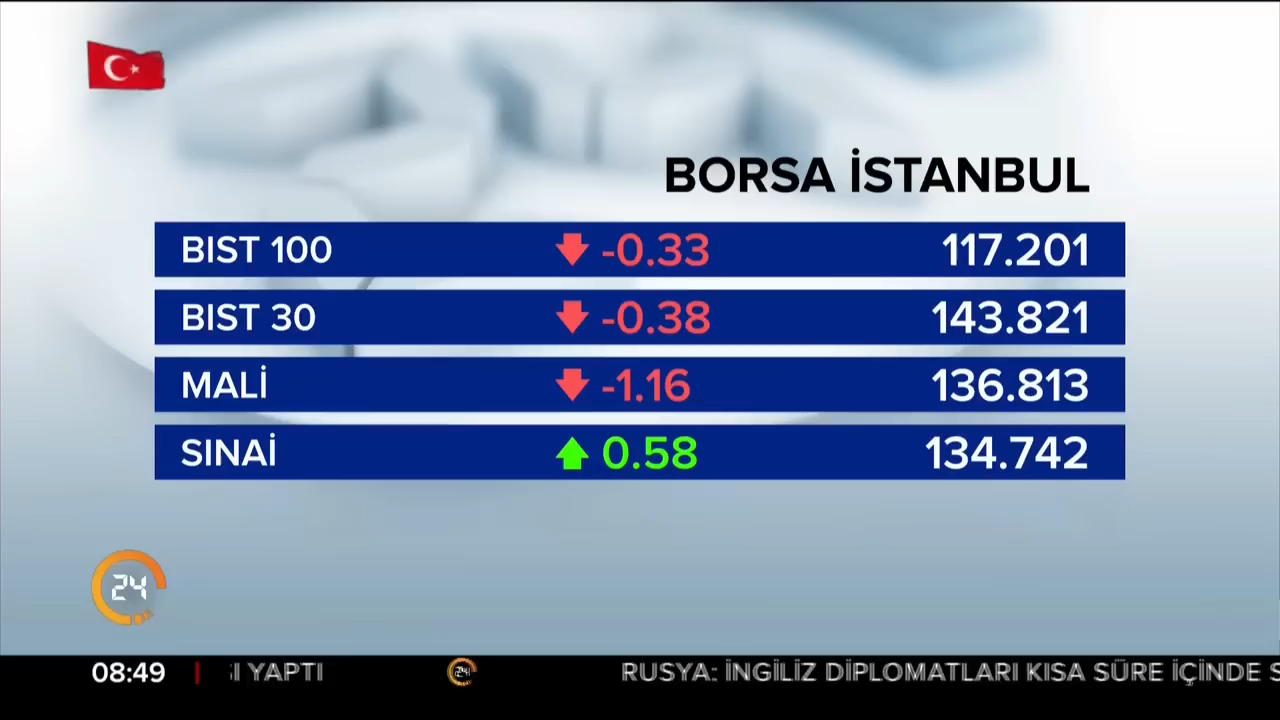 BORSA İSTANBUL
BIST 100 -0.33 117.201
BIST 30 -0.38 143.821
MALİ -1.16 136.813
SINAİ 0.58 134.742
24
08:49 YAPTI 24 RUSYA: İNGİLİZ DİPLOMATLARI KISA SÜRE İÇİNDE